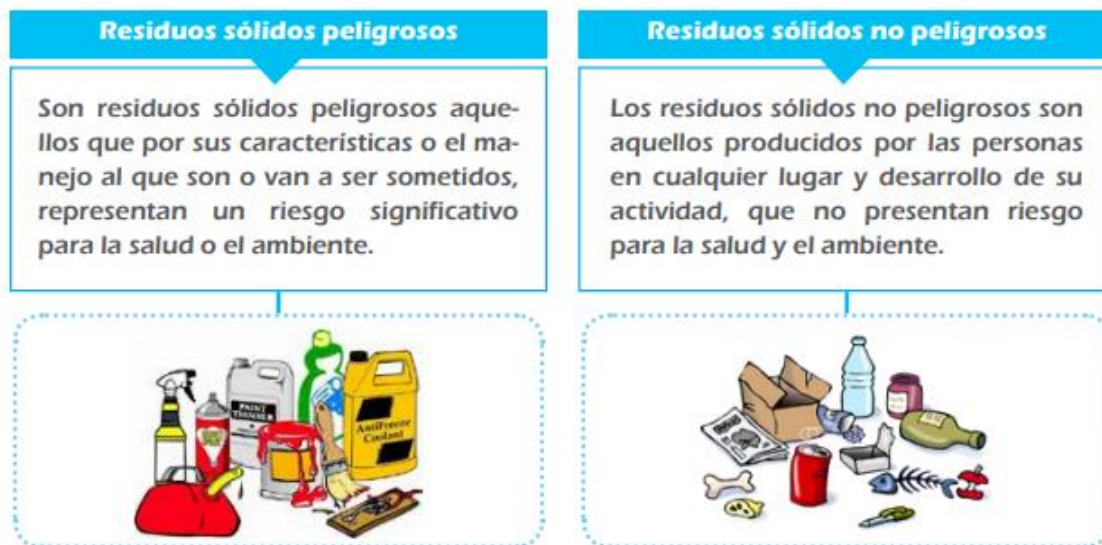 Residuos sólidos peligrosos
Son residuos sólidos peligrosos aque-
llos que por sus características o el ma-
nejo al que son o van a ser sometidos,
representan un riesgo significativo
para la salud o el ambiente.
PAINT
THINNER
AntiFreeze
Coolant
Residuos sólidos no peligrosos
Los residuos sólidos no peligrosos son
aquellos producidos por las personas
en cualquier lugar y desarrollo de su
actividad, que no presentan riesgo
para la salud y el ambiente.